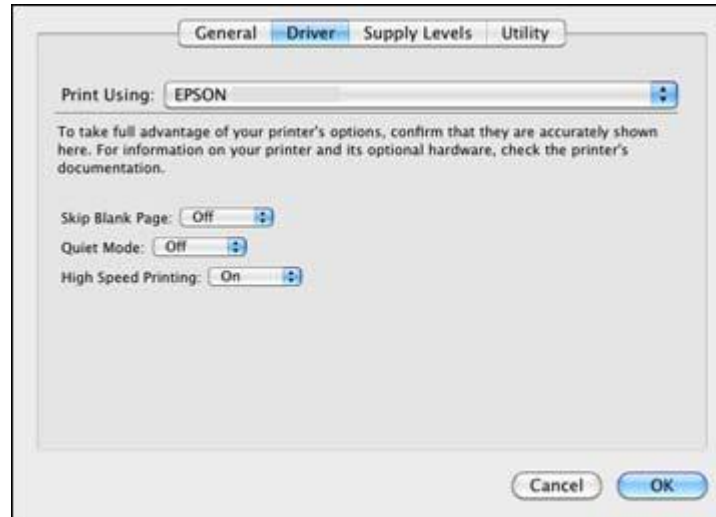 General Driver Supply Levels Utility
Print Using: EPSON
To take full advantage of your printer's options, confirm that they are accurately shown
here. For information on your printer and its optional hardware, check the printer's
documentation.
Skip Blank Page: Off
Quiet Mode: Off
High Speed Printing: On
Cancel OK